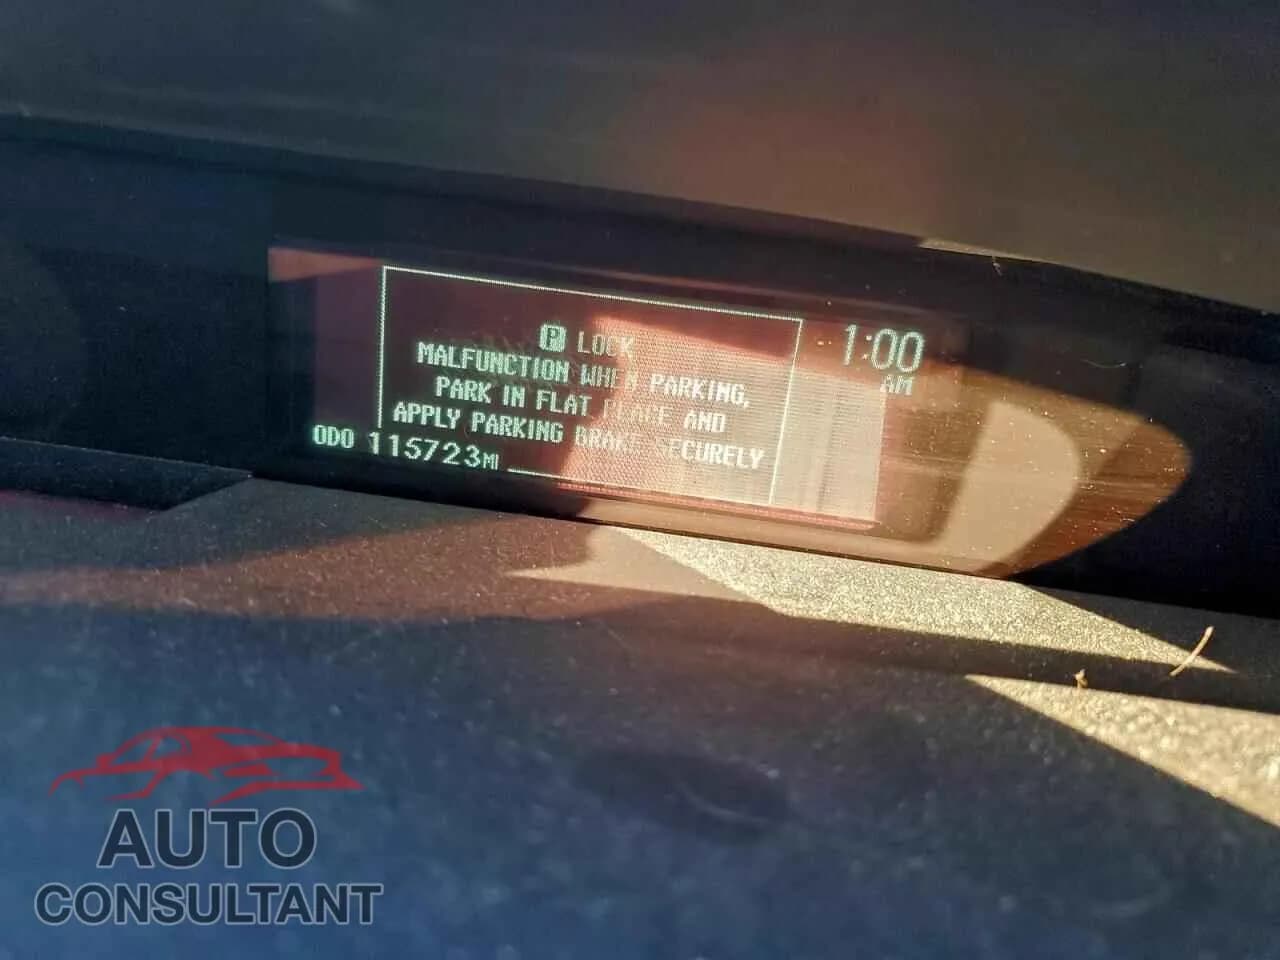 P LOCK
MALFUNCTION WHEN PARKING,
PARK IN FLAT PLACE AND
APPLY PARKING BRAKE SECURELY
1:00
AM
ODO 115723MI
AUTO
CONSULTANT